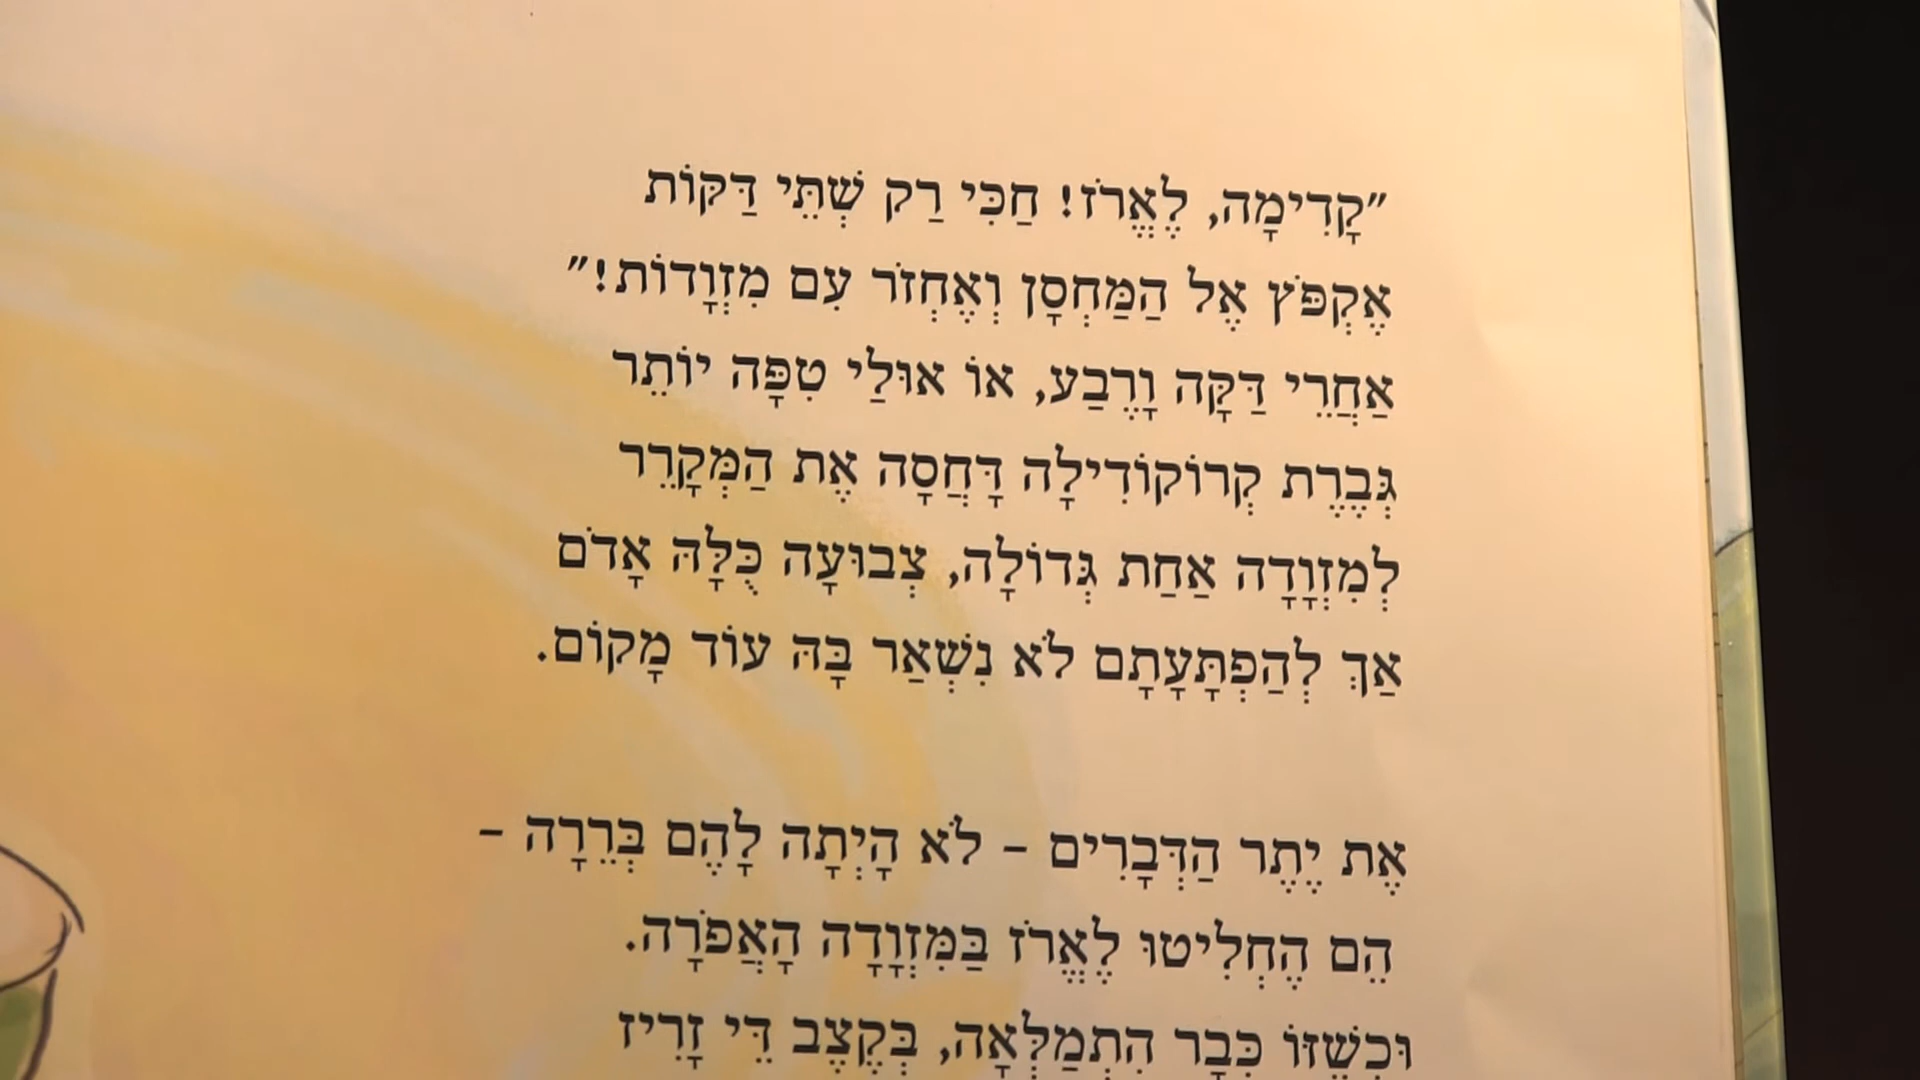 "קָדִימָה, לֶאֱרֹז! חַכִּי רַק שְׁתֵּי דַּקּוֹת
אֶקְפֹּץ אֶל הַמַּחְסָן וְאֶחְזֹר עִם מִזְוָדוֹת!"
אַחֲרֵי דַּקָּה וָרֶבַע, אוֹ אוּלַי טִפָּה יוֹתֵר
גְּבֶרֶת קְרוֹקוֹדִילָה דָּחֲסָה אֶת הַמְּקָרֵר
לְמִזְוָדָה אַחַת גְּדוֹלָה, צְבוּעָה כֻּלָּהּ אָדֹם
אַךְ לְהַפְתָּעָתָם לֹא נִשְׁאַר בָּהּ עוֹד מָקוֹם.
אֶת יֶתֶר הַדְּבָרִים – לֹא הָיְתָה לָהֶם בְּרֵרָה –
הֵם הֶחְלִיטוּ לֶאֱרֹז בַּמִּזְוָדָה הָאֲפֹרָה.
וּכְשֶׁזּוֹ כְּבָר הִתְמַלְּאָה, בְּקֶצֶב דֵּי זָרִיז